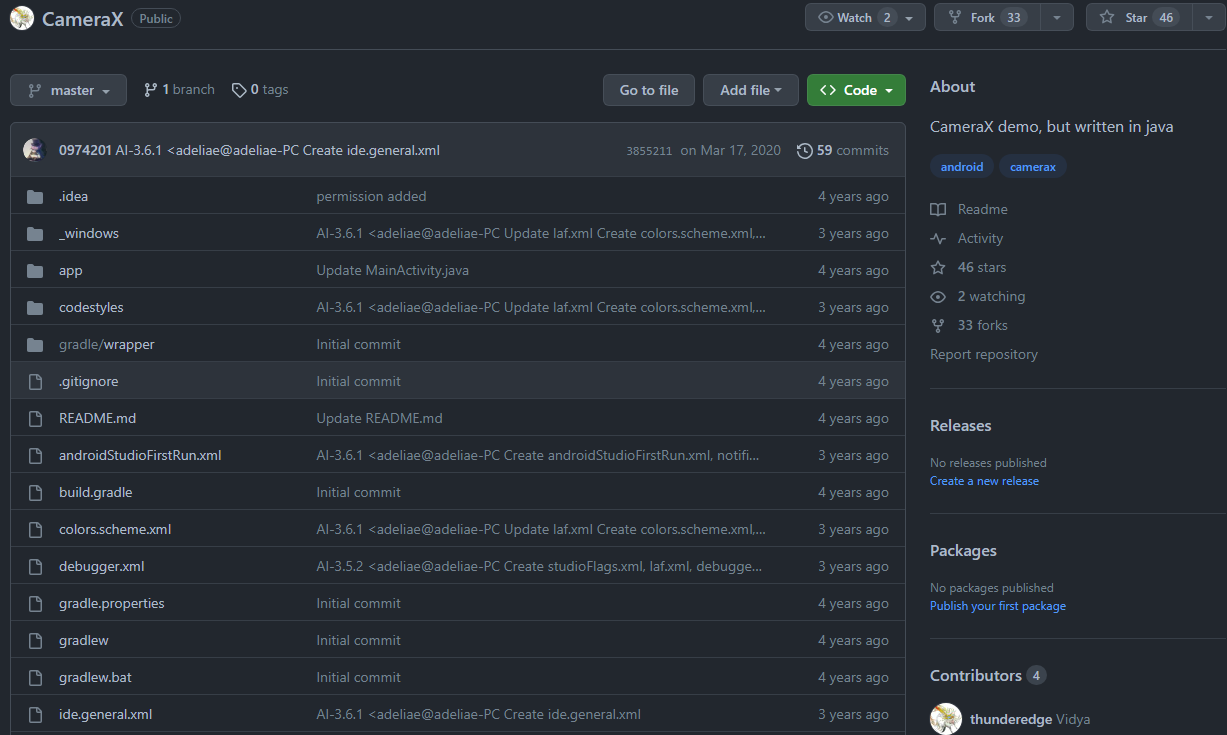 CameraX Public Watch 2 Fork 33 Star 46
master 1 branch 0 tags Go to file Add file Code
0974201 AI-3.6.1 <adeliae@adeliae-PC Create ide.general.xml 3855211 on Mar 17, 2020 59 commits
.idea permission added 4 years ago
_windows AI-3.6.1 <adeliae@adeliae-PC Update laf.xml Create colors.scheme.xml,... 3 years ago
app Update MainActivity.java 4 years ago
codestyles AI-3.6.1 <adeliae@adeliae-PC Update laf.xml Create colors.scheme.xml,... 3 years ago
gradle/wrapper Initial commit 4 years ago
.gitignore Initial commit 4 years ago
README.md Update README.md 4 years ago
androidStudioFirstRun.xml AI-3.6.1 <adeliae@adeliae-PC Create androidStudioFirstRun.xml, notifi... 3 years ago
build.gradle Initial commit 4 years ago
colors.scheme.xml AI-3.6.1 <adeliae@adeliae-PC Update laf.xml Create colors.scheme.xml,... 3 years ago
debugger.xml AI-3.5.2 <adeliae@adeliae-PC Create studioFlags.xml, laf.xml, debugge... 3 years ago
gradle.properties Initial commit 4 years ago
gradlew Initial commit 4 years ago
gradlew.bat Initial commit 4 years ago
ide.general.xml AI-3.6.1 <adeliae@adeliae-PC Create ide.general.xml 3 years ago
About
CameraX demo, but written in java
android camerax
Readme
Activity
46 stars
2 watching
33 forks
Report repository
Releases
No releases published
Create a new release
Packages
No packages published
Publish your first package
Contributors 4
thunderedge Vidya